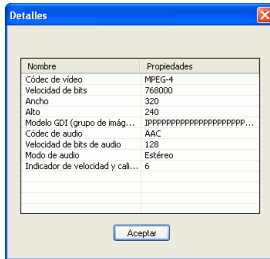 Detalles
Nombre Propiedades
Códec de vídeo MPEG-4
Velocidad de bits 768000
Ancho 320
Alto 240
Modelo GDI (grupo de imág... IPPPPPPPPPPPPPPPPPPPP...
Códec de audio AAC
Velocidad de bits de audio 128
Modo de audio Estéreo
Indicador de velocidad y cali... 6
Aceptar